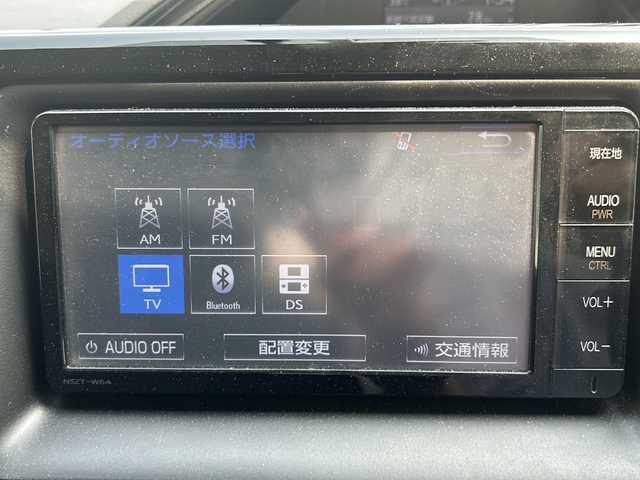 オーディオソース選択
AM
FM
TV
Bluetooth
DS
AUDIO OFF
配置変更
交通情報
NSZT-W64
現在地
AUDIO
PWR
MENU
CTRL
VOL+
VOL-